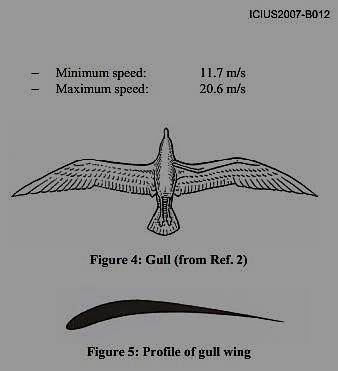 ICIUS2007-B012
– Minimum speed: 11.7 m/s
– Maximum speed: 20.6 m/s
Figure 4: Gull (from Ref. 2)
Figure 5: Profile of gull wing